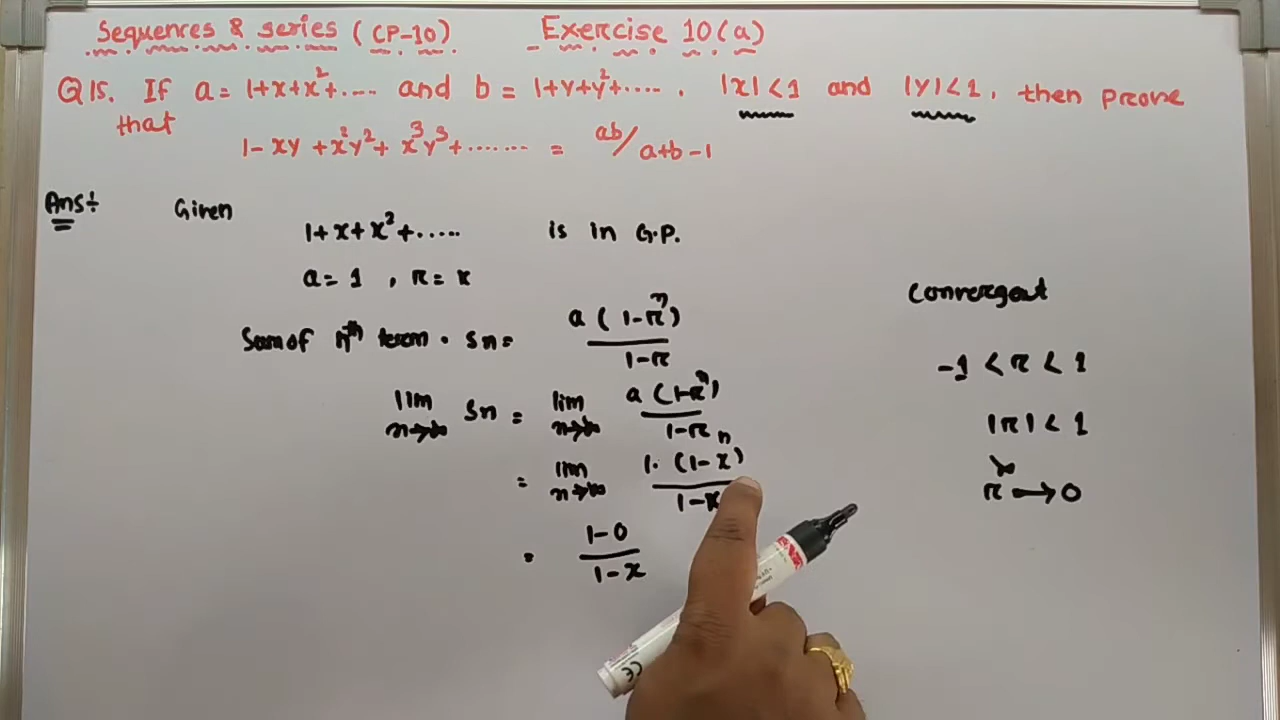 Sequences & series (CP-10). Exercise 10(a)
Q15. If a = 1+x+x²+.... and b = 1+y+y²+..... , |x|<1 and |y|<1, then prove
that
1-xy+x²y²+x³y³+....... = ab/a+b-1
Ans: Given
1+x+x²+..... is in G.P.
a=1, r=x
Convergent
Sum of nth term. Sn = a(1-rⁿ)/1-r
-1<r<1
lim n→∞ Sn = lim n→∞ a(1-rⁿ)/1-r
|r|<1
= lim n→∞ 1.(1-xⁿ)/1-x
r^∞→0
= 1-0/1-x